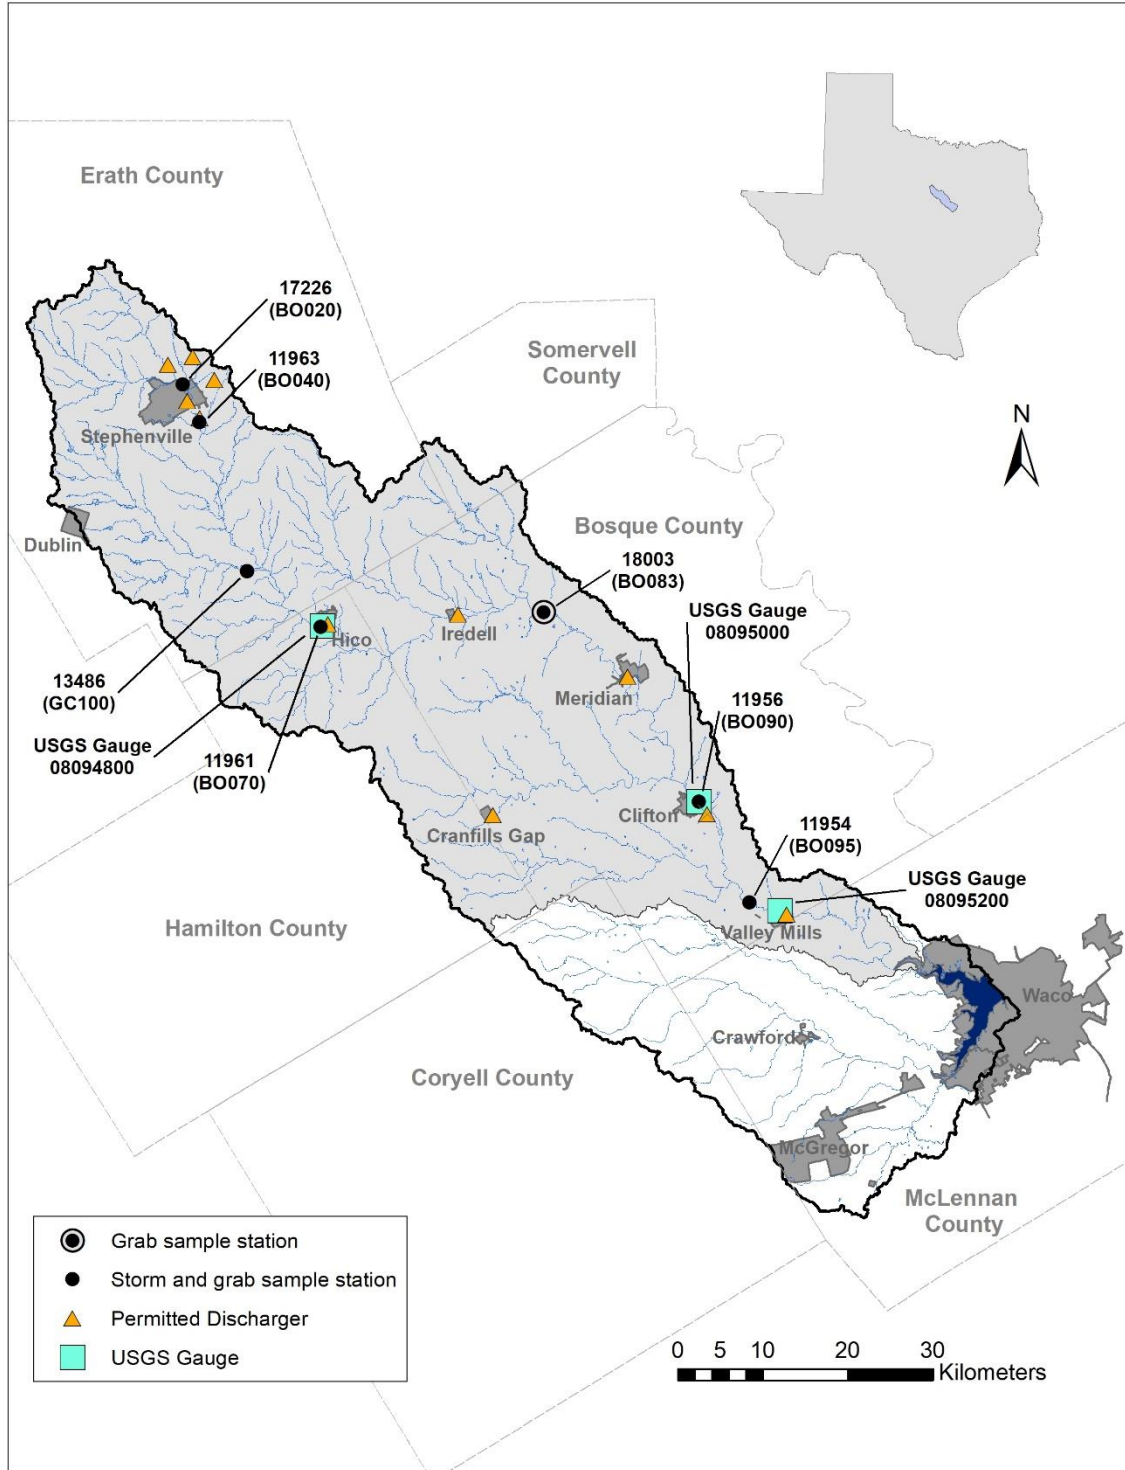 Erath County
17226
(BO020)
Somervell
County
11963
(BO040)
N
Stephenville
Bosque County
Dublin
18003
(BO083)
USGS Gauge
08095000
Hico
Iredell
13486
(GC100)
Meridian
11956
(BO090)
USGS Gauge
08094800
11961
(BO070)
Clifton
Cranfills Gap
11954
(BO095)
USGS Gauge
08095200
Hamilton County
Valley Mills
Waco
Crawford
Coryell County
McGregor
McLennan
County
Grab sample station
Storm and grab sample station
Permitted Discharger
USGS Gauge
0 5 10 20 30
Kilometers